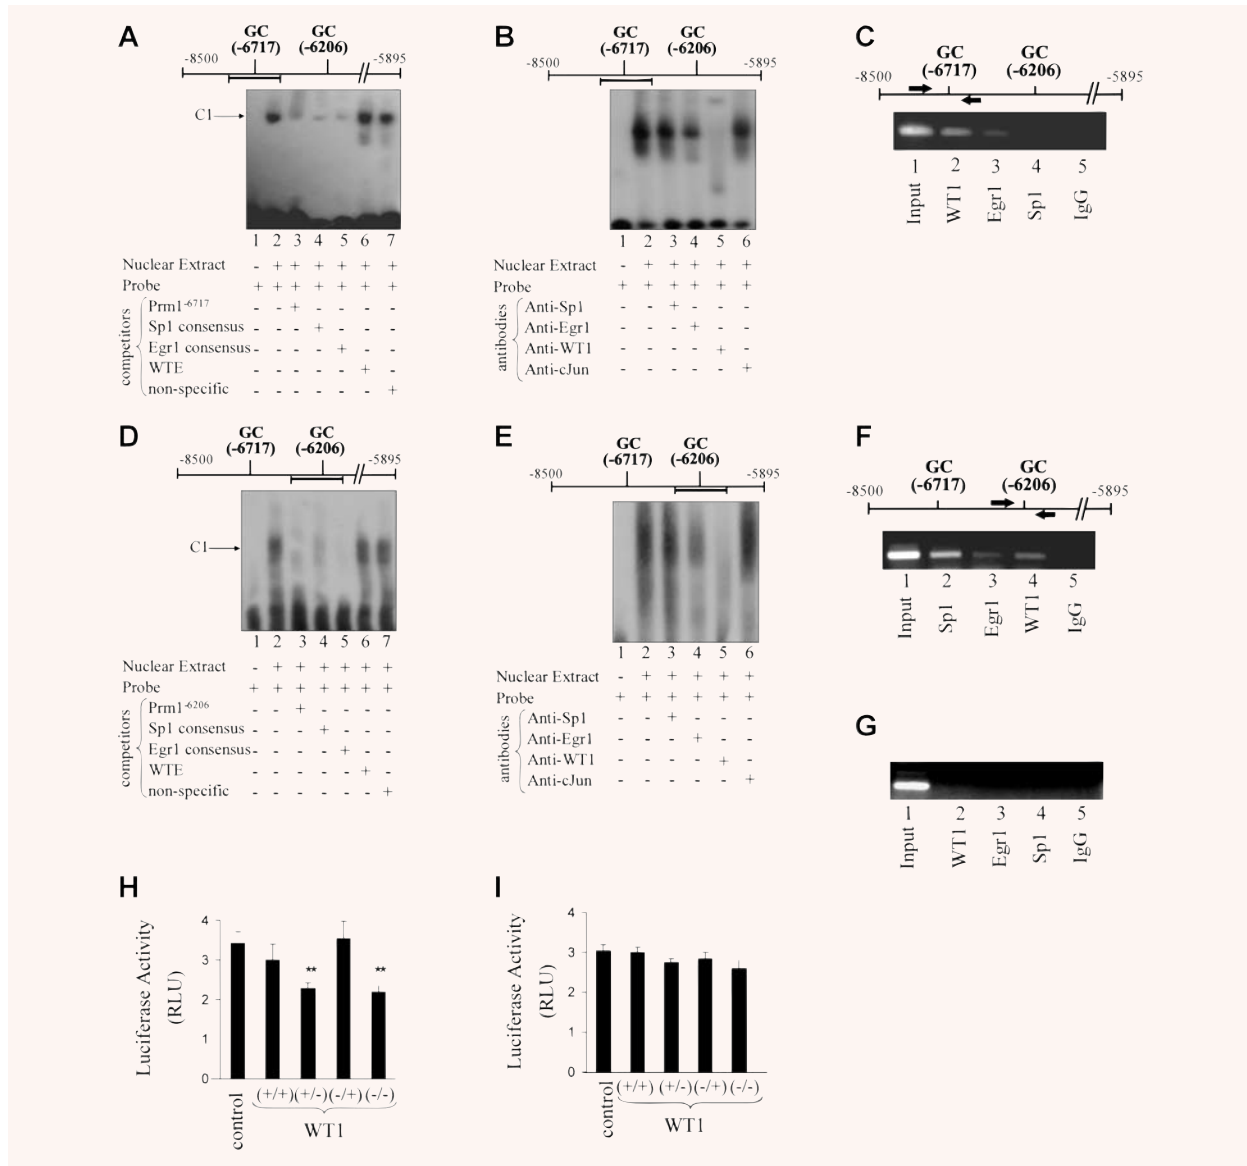 A
GC
(-6717)
GC
(-6206)
-8500
-5895
C1
1 2 3 4 5 6 7
Nuclear Extract - + + + + + +
Probe + + + + + + +
competitors
Prm1-6717 - - + - - - -
Sp1 consensus - - - + - - -
Egr1 consensus - - - - + - -
WTE - - - - - + -
non-specific - - - - - - +
B
GC
(-6717)
GC
(-6206)
-8500
-5895
1 2 3 4 5 6
Nuclear Extract - + + + + +
Probe + + + + + +
antibodies
Anti-Sp1 - - + - - -
Anti-Egr1 - - - + - -
Anti-WT1 - - - - + -
Anti-cJun - - - - - +
C
GC
(-6717)
GC
(-6206)
-8500
-5895
1 2 3 4 5
Input WT1 Egr1 Sp1 IgG
D
GC
(-6717)
GC
(-6206)
-8500
-5895
C1
1 2 3 4 5 6 7
Nuclear Extract - + + + + + +
Probe + + + + + + +
competitors
Prm1-6206 - - + - - - -
Sp1 consensus - - - + - - -
Egr1 consensus - - - - + - -
WTE - - - - - + -
non-specific - - - - - - +
E
GC
(-6717)
GC
(-6206)
-8500
-5895
1 2 3 4 5 6
Nuclear Extract - + + + + +
Probe + + + + + +
antibodies
Anti-Sp1 - - + - - -
Anti-Egr1 - - - + - -
Anti-WT1 - - - - + -
Anti-cJun - - - - - +
F
GC
(-6717)
GC
(-6206)
-8500
-5895
1 2 3 4 5
Input Sp1 Egr1 WT1 IgG
G
1 2 3 4 5
Input WT1 Egr1 Sp1 IgG
H
Luciferase Activity
(RLU)
4
3
2
1
0
** **
control (+/+) (+/-) (-/+) (-/-)
WT1
I
Luciferase Activity
(RLU)
4
3
2
1
0
control (+/+) (+/-) (-/+) (-/-)
WT1